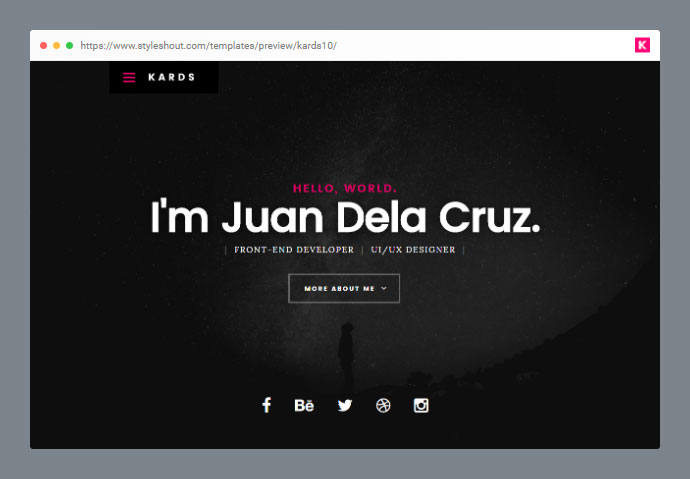 https://www.styleshout.com/templates/preview/kards10/
K
KARDS
HELLO, WORLD.
I'm Juan Dela Cruz.
| FRONT-END DEVELOPER | UI/UX DESIGNER |
MORE ABOUT ME
f Bē